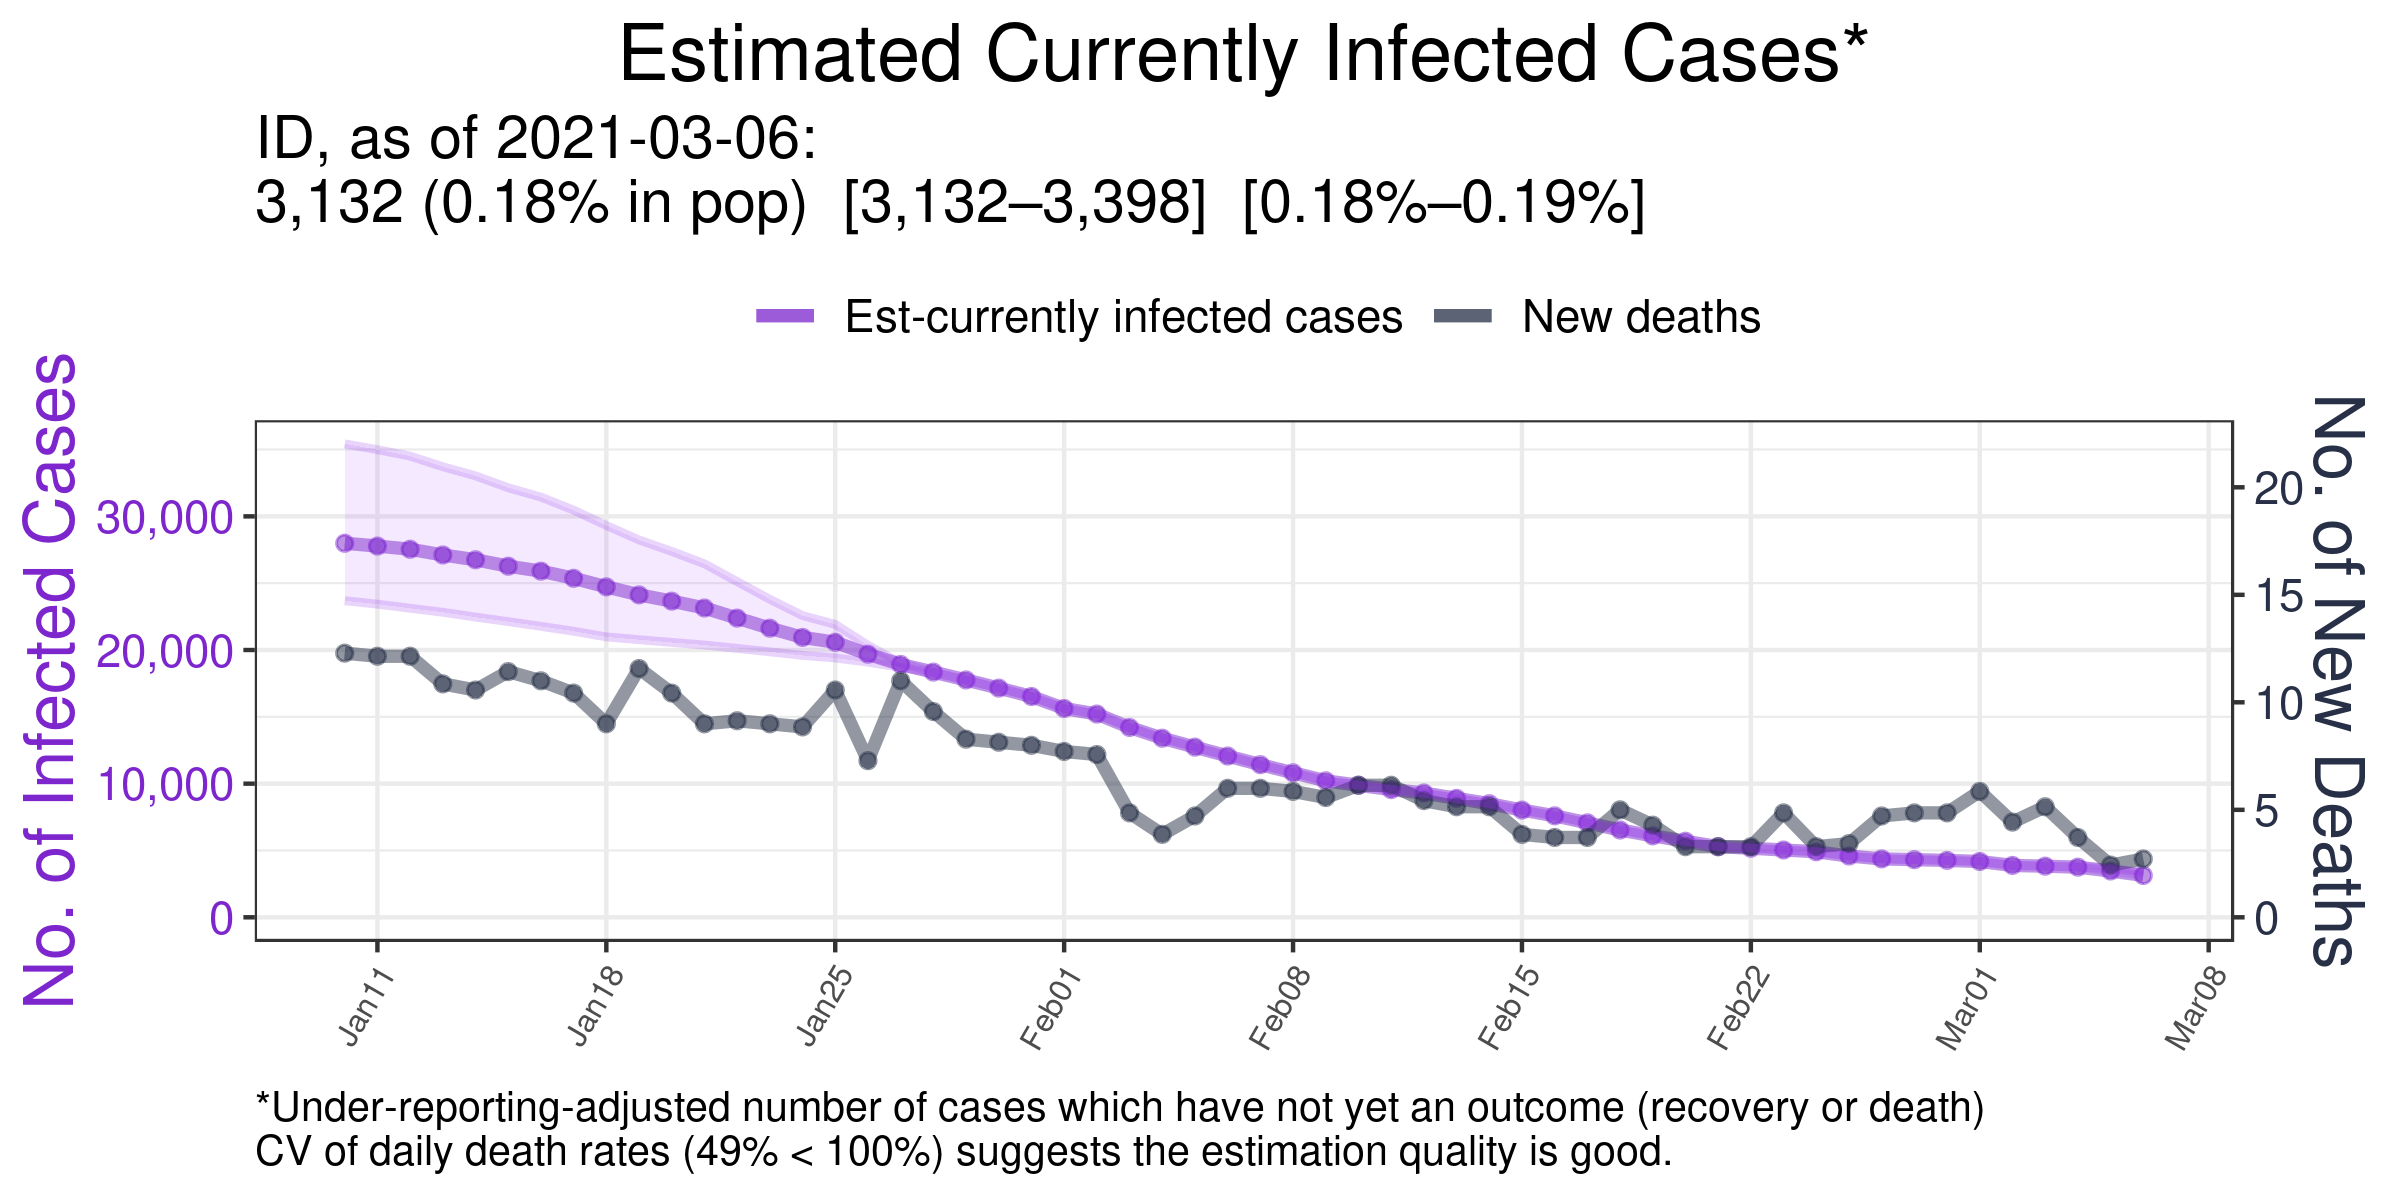 Estimated Currently Infected Cases*
ID, as of 2021-03-06:
3,132 (0.18% in pop)  [3,132–3,398]  [0.18%–0.19%]
Est-currently infected cases
New deaths
No. of Infected Cases
30,000
20,000
10,000
0
20
15
10
5
0
No. of New Deaths
Jan11
Jan18
Jan25
Feb01
Feb08
Feb15
Feb22
Mar01
Mar08
*Under-reporting-adjusted number of cases which have not yet an outcome (recovery or death)
CV of daily death rates (49% < 100%) suggests the estimation quality is good.